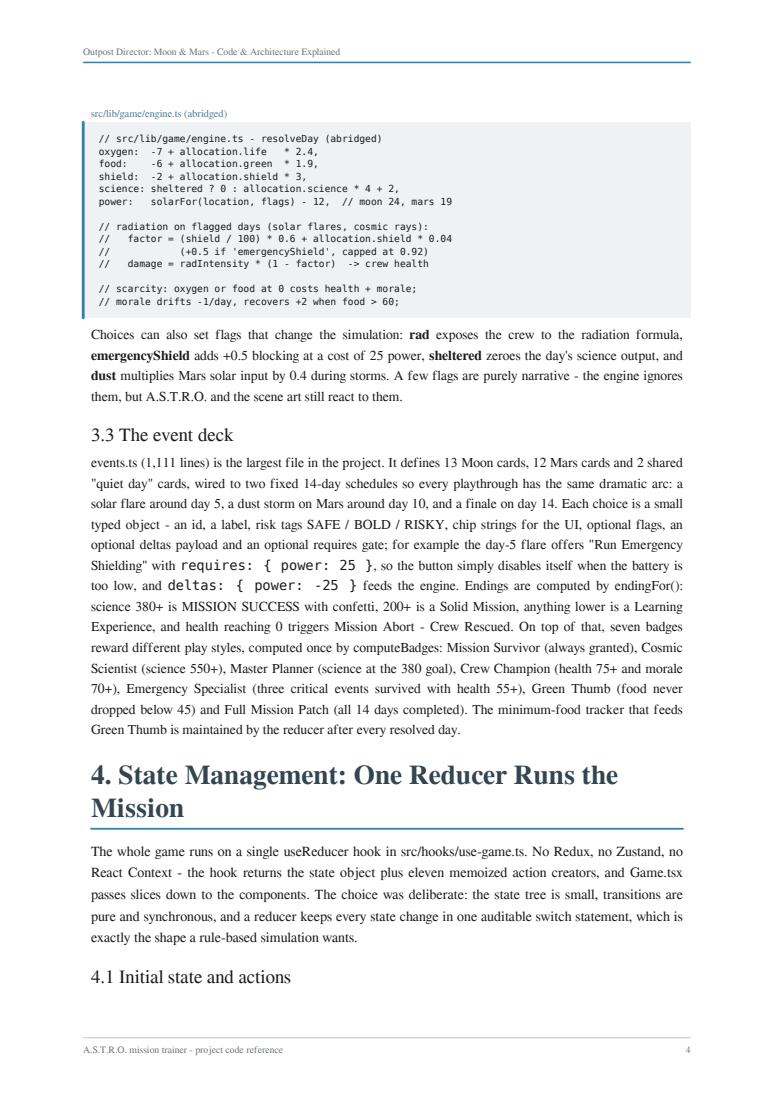 Outpost Director: Moon & Mars - Code & Architecture Explained
src/lib/game/engine.ts (abridged)
// src/lib/game/engine.ts - resolveDay (abridged)
oxygen:  -7 + allocation.life   * 2.4,
food:    -6 + allocation.green  * 1.9,
shield:  -2 + allocation.shield * 3,
science: sheltered ? 0 : allocation.science * 4 + 2,
power:   solarFor(location, flags) - 12,  // moon 24, mars 19
// radiation on flagged days (solar flares, cosmic rays):
//   factor = (shield / 100) * 0.6 + allocation.shield * 0.04
//            (+0.5 if 'emergencyShield', capped at 0.92)
//   damage = radIntensity * (1 - factor)  -> crew health
// scarcity: oxygen or food at 0 costs health + morale;
// morale drifts -1/day, recovers +2 when food > 60;
Choices can also set flags that change the simulation: rad exposes the crew to the radiation formula,
emergencyShield adds +0.5 blocking at a cost of 25 power, sheltered zeroes the day's science output, and
dust multiplies Mars solar input by 0.4 during storms. A few flags are purely narrative - the engine ignores
them, but A.S.T.R.O. and the scene art still react to them.
3.3 The event deck
events.ts (1,111 lines) is the largest file in the project. It defines 13 Moon cards, 12 Mars cards and 2 shared
"quiet day" cards, wired to two fixed 14-day schedules so every playthrough has the same dramatic arc: a
solar flare around day 5, a dust storm on Mars around day 10, and a finale on day 14. Each choice is a small
typed object - an id, a label, risk tags SAFE / BOLD / RISKY, chip strings for the UI, optional flags, an
optional deltas payload and an optional requires gate; for example the day-5 flare offers "Run Emergency
Shielding" with requires: { power: 25 }, so the button simply disables itself when the battery is
too low, and deltas: { power: -25 } feeds the engine. Endings are computed by endingFor():
science 380+ is MISSION SUCCESS with confetti, 200+ is a Solid Mission, anything lower is a Learning
Experience, and health reaching 0 triggers Mission Abort - Crew Rescued. On top of that, seven badges
reward different play styles, computed once by computeBadges: Mission Survivor (always granted), Cosmic
Scientist (science 550+), Master Planner (science at the 380 goal), Crew Champion (health 75+ and morale
70+), Emergency Specialist (three critical events survived with health 55+), Green Thumb (food never
dropped below 45) and Full Mission Patch (all 14 days completed). The minimum-food tracker that feeds
Green Thumb is maintained by the reducer after every resolved day.
4. State Management: One Reducer Runs the
Mission
The whole game runs on a single useReducer hook in src/hooks/use-game.ts. No Redux, no Zustand, no
React Context - the hook returns the state object plus eleven memoized action creators, and Game.tsx
passes slices down to the components. The choice was deliberate: the state tree is small, transitions are
pure and synchronous, and a reducer keeps every state change in one auditable switch statement, which is
exactly the shape a rule-based simulation wants.
4.1 Initial state and actions
A.S.T.R.O. mission trainer - project code reference
4